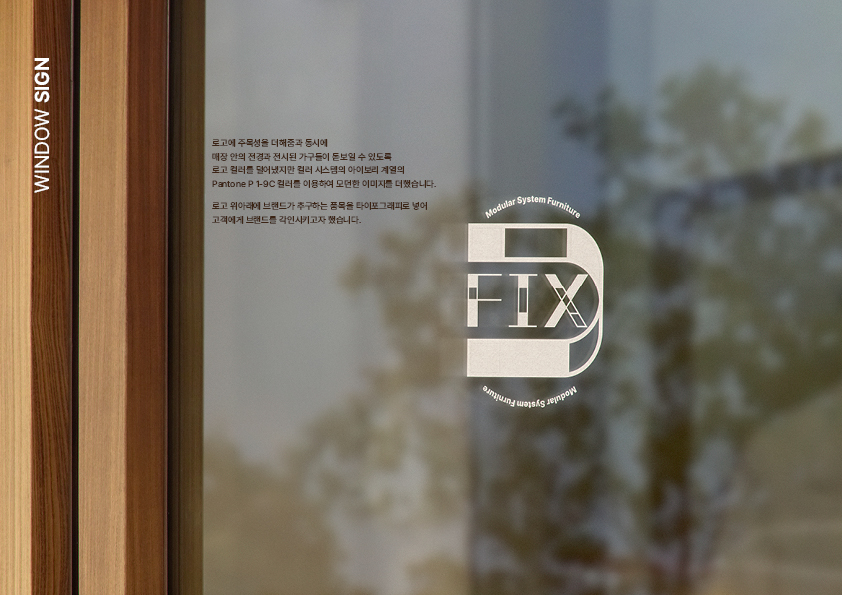 WINDOW SIGN
로고에 주목성을 더해줌과 동시에
매장 안의 전경과 전시된 가구들이 돋보일 수 있도록
로고 컬러를 덜어냈지만 컬러 시스템의 아이보리 계열의
Pantone P 1-9C 컬러를 이용하여 모던한 이미지를 더했습니다.
로고 위아래에 브랜드가 추구하는 품목을 타이포그래피로 넣어
고객에게 브랜드를 각인시키고자 했습니다.
Modular System Furniture
FIX
Modular System Furniture